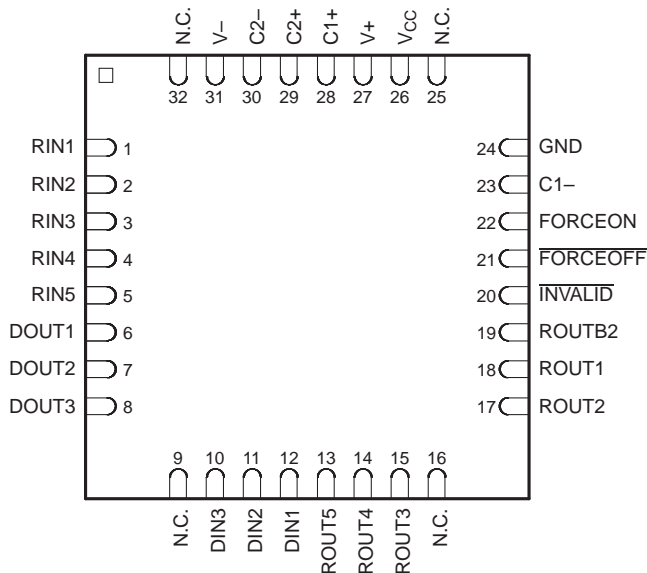 N.C. V– C2– C2+ C1+ V+ VCC N.C.
32 31 30 29 28 27 26 25
RIN1 1 24 GND
RIN2 2 23 C1–
RIN3 3 22 FORCEON
RIN4 4 21 FORCEOFF
RIN5 5 20 INVALID
DOUT1 6 19 ROUTB2
DOUT2 7 18 ROUT1
DOUT3 8 17 ROUT2
9 10 11 12 13 14 15 16
N.C. DIN3 DIN2 DIN1 ROUT5 ROUT4 ROUT3 N.C.